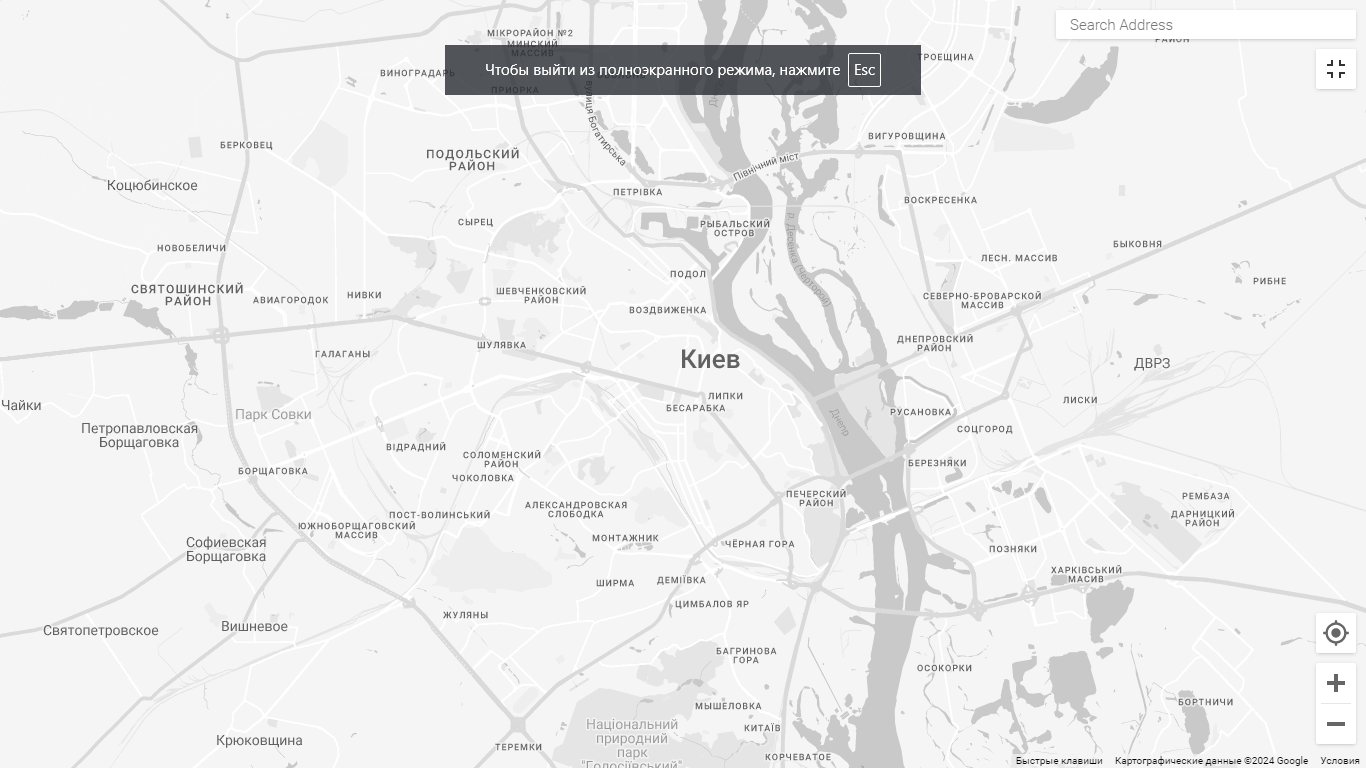 Search Address
МІКРОРАЙОН №2
МИНСКИЙ
МАССИВ
РАЙОН
ТРОЕЩИНА
Чтобы выйти из полноэкранного режима, нажмите Esc
ВИНОГРАДАРЬ
ПРИОРКА
улиця Богатирська
ВИГУРОВЩИНА
БЕРКОВЕЦ
ПОДОЛЬСКИЙ
РАЙОН
Північний міст
Коцюбинское
ПЕТРІВКА
ВОСКРЕСЕНКА
СЫРЕЦ
РЫБАЛЬСКИЙ
ОСТРОВ
р. Десенка (Черторой)
НОВОБЕЛИЧИ
БЫКОВНЯ
ЛЕСН. МАССИВ
ПОДОЛ
РИБНЕ
СВЯТОШИНСКИЙ
РАЙОН
АВИАГОРОДОК
НИВКИ
ШЕВЧЕНКОВСКИЙ
РАЙОН
СЕВЕРНО-БРОВАРСКОЙ
МАССИВ
ВОЗДВИЖЕНКА
ШУЛЯВКА
ДНЕПРОВСКИЙ
РАЙОН
ГАЛАГАНЫ
Киев
ДВРЗ
Чайки
ЛИПКИ
БЕСАРАБКА
ЛИСКИ
Парк Совки
РУСАНОВКА
Днепр
Петропавловская
Борщаговка
СОЦГОРОД
ВІДРАДНИЙ
СОЛОМЕНСКИЙ
РАЙОН
БЕРЕЗНЯКИ
БОРЩАГОВКА
ЧОКОЛОВКА
ПЕЧЕРСКИЙ
РАЙОН
РЕМБАЗА
АЛЕКСАНДРОВСКАЯ
СЛОБОДКА
ПОСТ-ВОЛИНСЬКИЙ
ДАРНИЦКИЙ
РАЙОН
ЮЖНОБОРЩАГОВСКИЙ
МАССИВ
МОНТАЖНИК
ЧЁРНАЯ ГОРА
Софиевская
Борщаговка
ПОЗНЯКИ
ШИРМА
ДЕМІЇВКА
ХАРКІВСЬКИЙ
МАСИВ
ЦИМБАЛОВ ЯР
ЖУЛЯНЫ
Святопетровское
Вишневое
БАГРИНОВА
ГОРА
ОСОКОРКИ
МЫШЕЛОВКА
БОРТНИЧИ
Національний
природний
парк
"Голосіївський"
КИТАЇВ
Крюковщина
ТЕРЕМКИ
КОРЧЕВАТОЕ
Быстрые клавиши
Картографические данные ©2024 Google
Условия